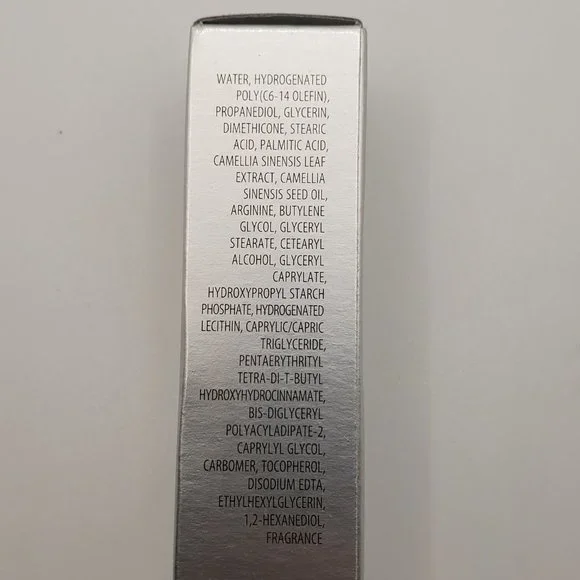 WATER, HYDROGENATED
POLY(C6-14 OLEFIN),
PROPANEDIOL, GLYCERIN,
DIMETHICONE, STEARIC
ACID, PALMITIC ACID,
CAMELLIA SINENSIS LEAF
EXTRACT, CAMELLIA
SINENSIS SEED OIL,
ARGININE, BUTYLENE
GLYCOL, GLYCERYL
STEARATE, CETEARYL
ALCOHOL, GLYCERYL
CAPRYLATE,
HYDROXYPROPYL STARCH
PHOSPHATE, HYDROGENATED
LECITHIN, CAPRYLIC/CAPRIC
TRIGLYCERIDE,
PENTAERYTHRITYL
TETRA-DI-T-BUTYL
HYDROXYHYDROCINNAMATE,
BIS-DIGLYCERYL
POLYACYLADIPATE-2,
CAPRYLYL GLYCOL,
CARBOMER, TOCOPHEROL,
DISODIUM EDTA,
ETHYLHEXYLGLYCERIN,
1,2-HEXANEDIOL,
FRAGRANCE